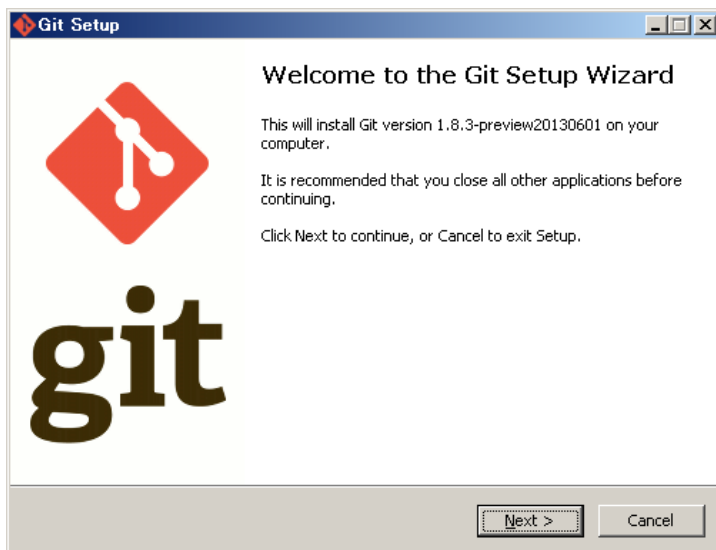 Git Setup
Welcome to the Git Setup Wizard
This will install Git version 1.8.3-preview20130601 on your
computer.
It is recommended that you close all other applications before
continuing.
Click Next to continue, or Cancel to exit Setup.
git
Next >
Cancel